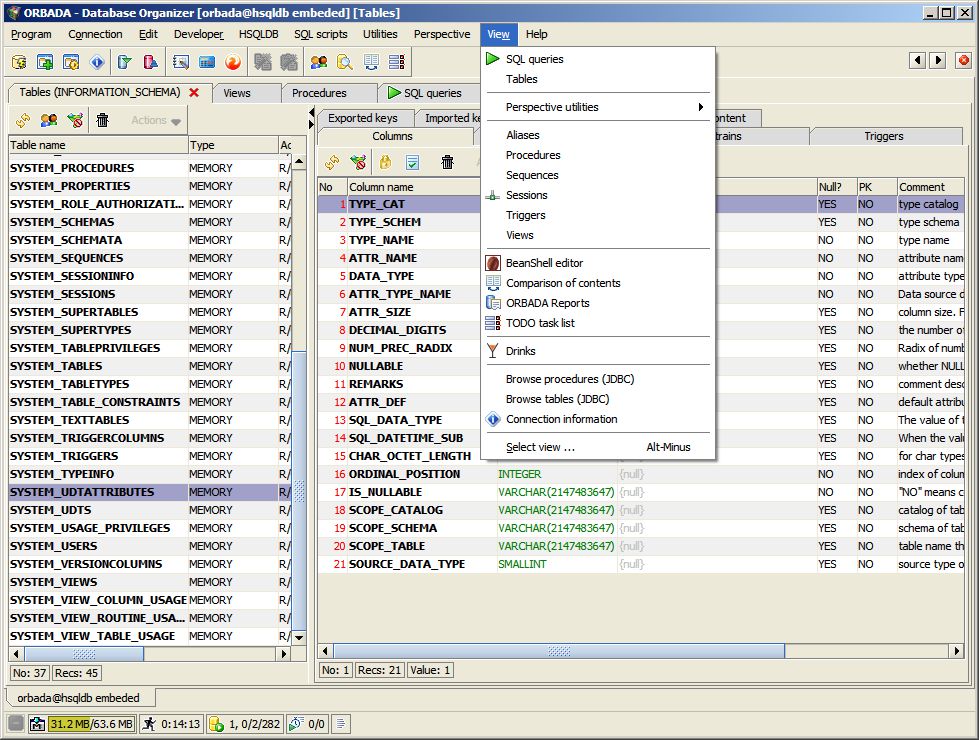 ORBADA - Database Organizer [orbada@hsqldb embeded] [Tables]
Program Connection Edit Developer HSQLDB SQL scripts Utilities Perspective View Help
Tables (INFORMATION_SCHEMA) Views Procedures SQL queries
Actions
Table name Type
SYSTEM_PROCEDURES MEMORY R/
SYSTEM_PROPERTIES MEMORY R/
SYSTEM_ROLE_AUTHORIZATI... MEMORY R/
SYSTEM_SCHEMAS MEMORY R/
SYSTEM_SCHEMATA MEMORY R/
SYSTEM_SEQUENCES MEMORY R/
SYSTEM_SESSIONINFO MEMORY R/
SYSTEM_SESSIONS MEMORY R/
SYSTEM_SUPERTABLES MEMORY R/
SYSTEM_SUPERTYPES MEMORY R/
SYSTEM_TABLEPRIVILEGES MEMORY R/
SYSTEM_TABLES MEMORY R/
SYSTEM_TABLETYPES MEMORY R/
SYSTEM_TABLE_CONSTRAINTS MEMORY R/
SYSTEM_TEXTTABLES MEMORY R/
SYSTEM_TRIGGERCOLUMNS MEMORY R/
SYSTEM_TRIGGERS MEMORY R/
SYSTEM_TYPEINFO MEMORY R/
SYSTEM_UDTATTRIBUTES MEMORY R/
SYSTEM_UDTS MEMORY R/
SYSTEM_USAGE_PRIVILEGES MEMORY R/
SYSTEM_USERS MEMORY R/
SYSTEM_VERSIONCOLUMNS MEMORY R/
SYSTEM_VIEWS MEMORY R/
SYSTEM_VIEW_COLUMN_USAGE MEMORY R/
SYSTEM_VIEW_ROUTINE_USA... MEMORY R/
SYSTEM_VIEW_TABLE_USAGE MEMORY R/
No: 37 Recs: 45
Exported keys Imported ke ontent
Columns trains Triggers
No Column name Null? PK Comment
1 TYPE_CAT YES NO type catalog
2 TYPE_SCHEM YES NO type schema
3 TYPE_NAME NO NO type name
4 ATTR_NAME NO NO attribute nam
5 DATA_TYPE NO NO attribute type
6 ATTR_TYPE_NAME NO NO Data source d
7 ATTR_SIZE YES NO column size. F
8 DECIMAL_DIGITS YES NO the number of
9 NUM_PREC_RADIX YES NO Radix of numb
10 NULLABLE YES NO whether NULL
11 REMARKS YES NO comment desc
12 ATTR_DEF YES NO default attribu
13 SQL_DATA_TYPE YES NO The value of t
14 SQL_DATETIME_SUB YES NO When the valu
15 CHAR_OCTET_LENGTH YES NO for char types
16 ORDINAL_POSITION INTEGER {null} NO NO index of colum
17 IS_NULLABLE VARCHAR(2147483647) {null} NO NO "NO" means c
18 SCOPE_CATALOG VARCHAR(2147483647) {null} YES NO catalog of tab
19 SCOPE_SCHEMA VARCHAR(2147483647) {null} YES NO schema of tab
20 SCOPE_TABLE VARCHAR(2147483647) {null} YES NO table name th
21 SOURCE_DATA_TYPE SMALLINT {null} YES NO source type o
No: 1 Recs: 21 Value: 1
SQL queries
Tables
Perspective utilities
Aliases
Procedures
Sequences
Sessions
Triggers
Views
BeanShell editor
Comparison of contents
ORBADA Reports
TODO task list
Drinks
Browse procedures (JDBC)
Browse tables (JDBC)
Connection information
Select view ... Alt-Minus
orbada@hsqldb embeded
31.2 MB/63.6 MB 0:14:13 1, 0/2/282 0/0